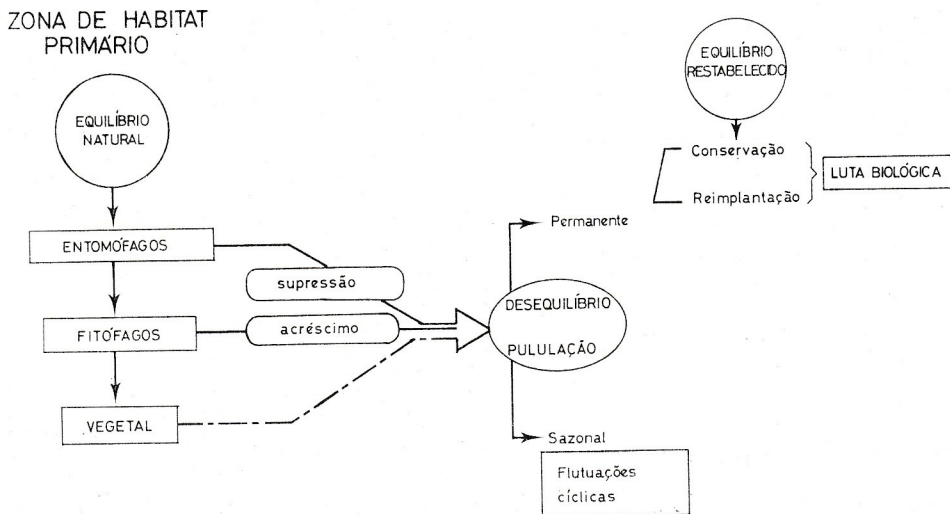 ZONA DE HABITAT
PRIMÁRIO
EQUILÍBRIO
NATURAL
ENTOMÓFAGOS
FITÓFAGOS
VEGETAL
supressão
acréscimo
Permanente
DESEQUILÍBRIO
PULULAÇÃO
Sazonal
Flutuações
cíclicas
EQUILÍBRIO
RESTABELECIDO
Conservação
Reimplantação
LUTA BIOLÓGICA